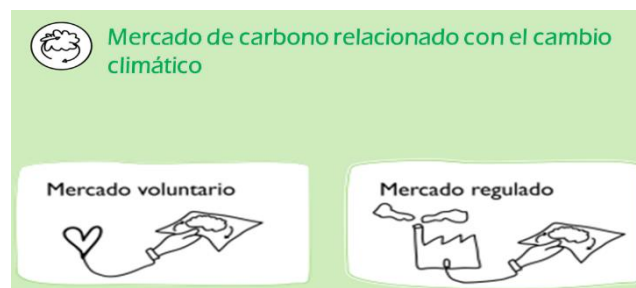 Mercado de carbono relacionado con el cambio
climático
Mercado voluntario
Mercado regulado